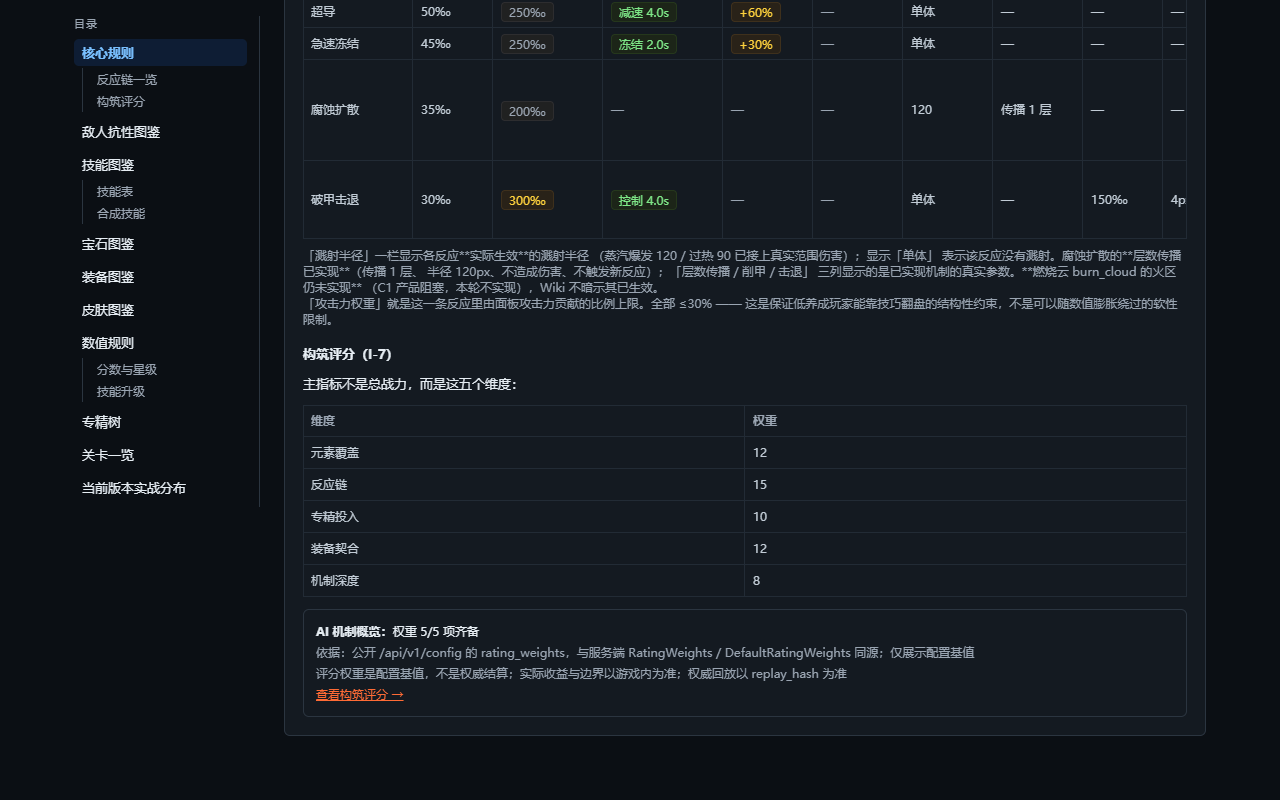 目录
核心规则
反应链一览
构筑评分
敌人抗性图鉴
技能图鉴
技能表
合成技能
宝石图鉴
装备图鉴
皮肤图鉴
数值规则
分数与星级
技能升级
专精树
关卡一览
当前版本实战分布
超导 50‰ 250‰ 减速 4.0s +60% — 单体 — — —
急速冻结 45‰ 250‰ 冻结 2.0s +30% — 单体 — — —
腐蚀扩散 35‰ 200‰ — — — 120 传播 1 层 — —
破甲击退 30‰ 300‰ 控制 4.0s — — 单体 — 150‰ 4p
「溅射半径」一栏显示各反应**实际生效**的溅射半径 （蒸汽爆发 120 / 过热 90 已接上真实范围伤害）；显示「单体」 表示该反应没有溅射。腐蚀扩散的**层数传播
已实现**（传播 1 层、 半径 120px、不造成伤害、不触发新反应）；「层数传播 / 削甲 / 击退」 三列显示的是已实现机制的真实参数。**燃烧云 burn_cloud 的火区
仍未实现** （C1 产品阻塞，本轮不实现），Wiki 不暗示其已生效。
「攻击力权重」就是这一条反应里由面板攻击力贡献的比例上限。全部 ≤30% —— 这是保证低养成玩家能靠技巧翻盘的结构性约束，不是可以随数值膨胀绕过的软性
限制。
构筑评分（I-7）
主指标不是总战力，而是这五个维度：
维度 权重
元素覆盖 12
反应链 15
专精投入 10
装备契合 12
机制深度 8
AI 机制概览：权重 5/5 项齐备
依据：公开 /api/v1/config 的 rating_weights，与服务端 RatingWeights / DefaultRatingWeights 同源；仅展示配置基值
评分权重是配置基值，不是权威结算；实际收益与边界以游戏内为准；权威回放以 replay_hash 为准
查看构筑评分 →